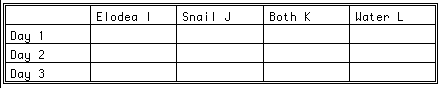 Elodea I Snail J Both K Water L
Day 1
Day 2
Day 3